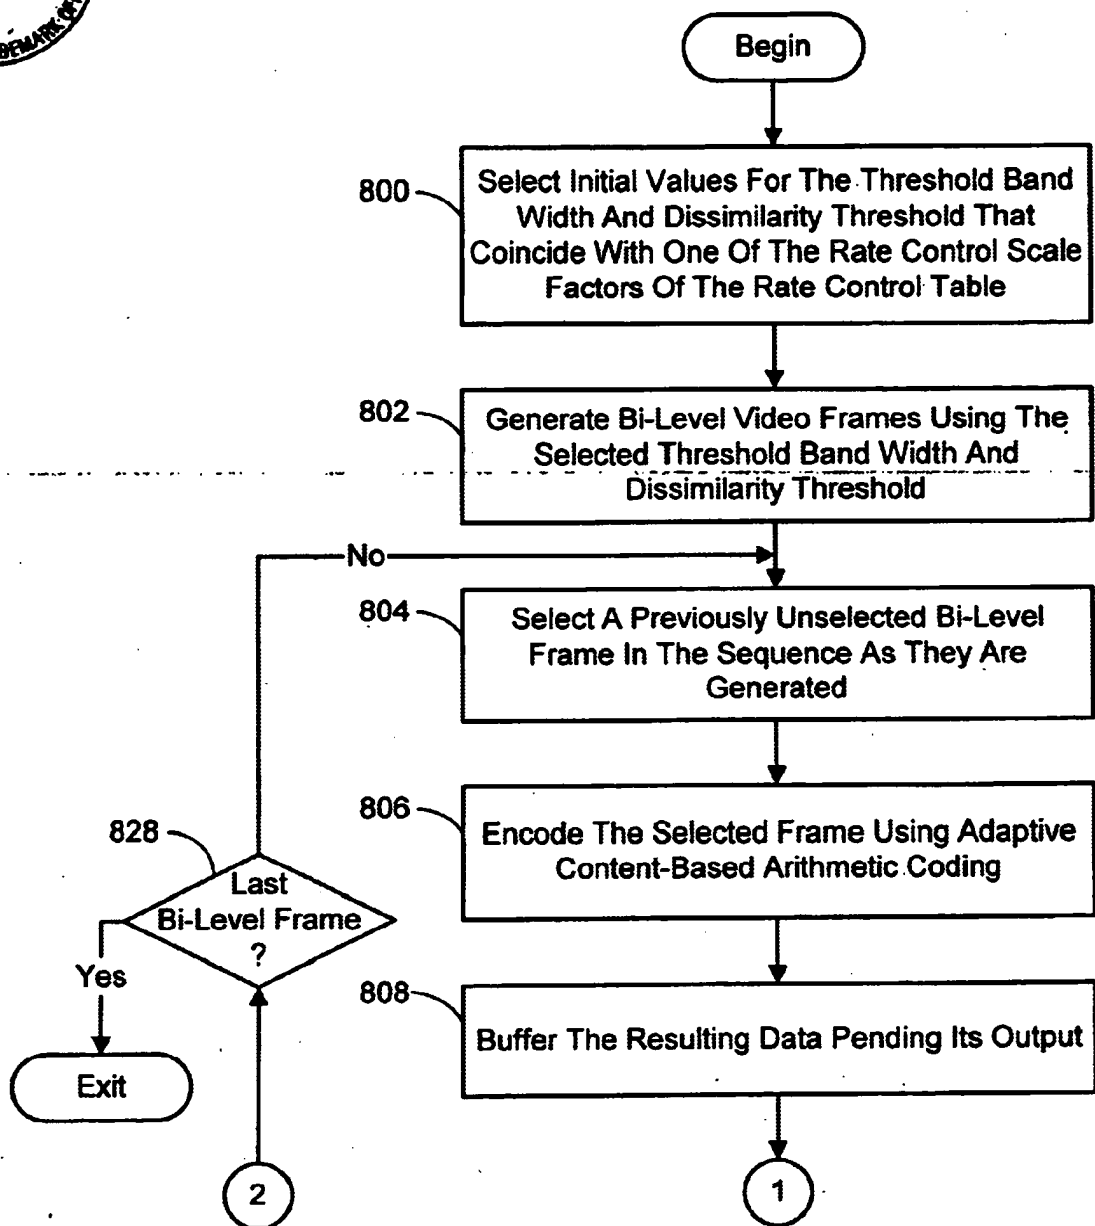 Begin
800
Select Initial Values For The Threshold Band
Width And Dissimilarity Threshold That
Coincide With One Of The Rate Control Scale
Factors Of The Rate Control Table
802
Generate Bi-Level Video Frames Using The
Selected Threshold Band Width And
Dissimilarity Threshold
No
804
Select A Previously Unselected Bi-Level
Frame In The Sequence As They Are
Generated
806
Encode The Selected Frame Using Adaptive
Content-Based Arithmetic Coding
828
Last
Bi-Level Frame
?
Yes
Exit
808
Buffer The Resulting Data Pending Its Output
2
1